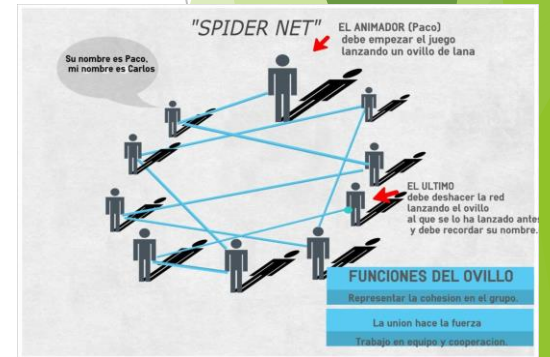 "SPIDER NET"
EL ANIMADOR (Paco)
debe empezar el juego
lanzando un ovillo de lana
Su nombre es Paco,
mi nombre es Carlos
EL ULTIMO
debe deshacer la red
lanzando el ovillo
al que se lo ha lanzado antes
y debe recordar su nombre.
FUNCIONES DEL OVILLO
Representar la cohesion en el grupo.
La union hace la fuerza
Trabajo en equipo y cooperacion.